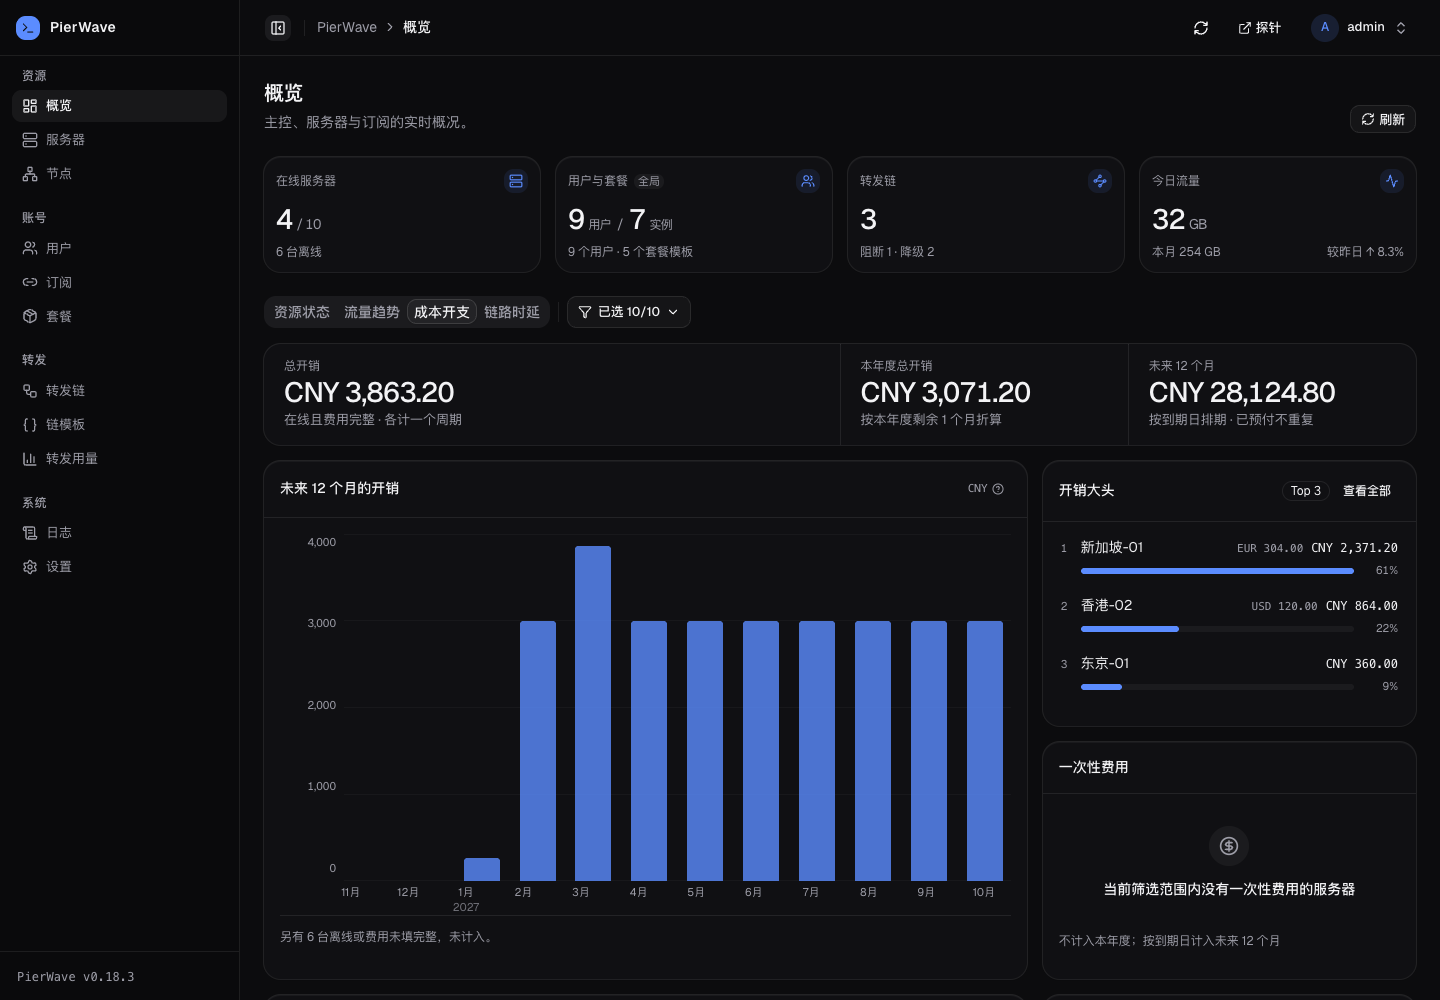 PierWave
PierWave > 概览
探针
A admin
资源
概览
服务器
节点
账号
用户
订阅
套餐
转发
转发链
链模板
转发用量
系统
日志
设置
PierWave v0.18.3
概览
主控、服务器与订阅的实时概况。
刷新
在线服务器
4 / 10
6 台离线
用户与套餐 全局
9 用户 / 7 实例
9 个用户 · 5 个套餐模板
转发链
3
阻断 1 · 降级 2
今日流量
32 GB
本月 254 GB 较昨日 ↑ 8.3%
资源状态 流量趋势 成本开支 链路时延
已选 10/10
总开销
CNY 3,863.20
在线且费用完整 · 各计一个周期
本年度总开销
CNY 3,071.20
按本年度剩余 1 个月折算
未来 12 个月
CNY 28,124.80
按到期日排期 · 已预付不重复
未来 12 个月的开销
CNY
4,000
3,000
2,000
1,000
0
11月 12月 1月 2月 3月 4月 5月 6月 7月 8月 9月 10月
2027
另有 6 台离线或费用未填完整，未计入。
开销大头
Top 3 查看全部
1 新加坡-01 EUR 304.00 CNY 2,371.20
61%
2 香港-02 USD 120.00 CNY 864.00
22%
3 东京-01 CNY 360.00
9%
一次性费用
当前筛选范围内没有一次性费用的服务器
不计入本年度；按到期日计入未来 12 个月